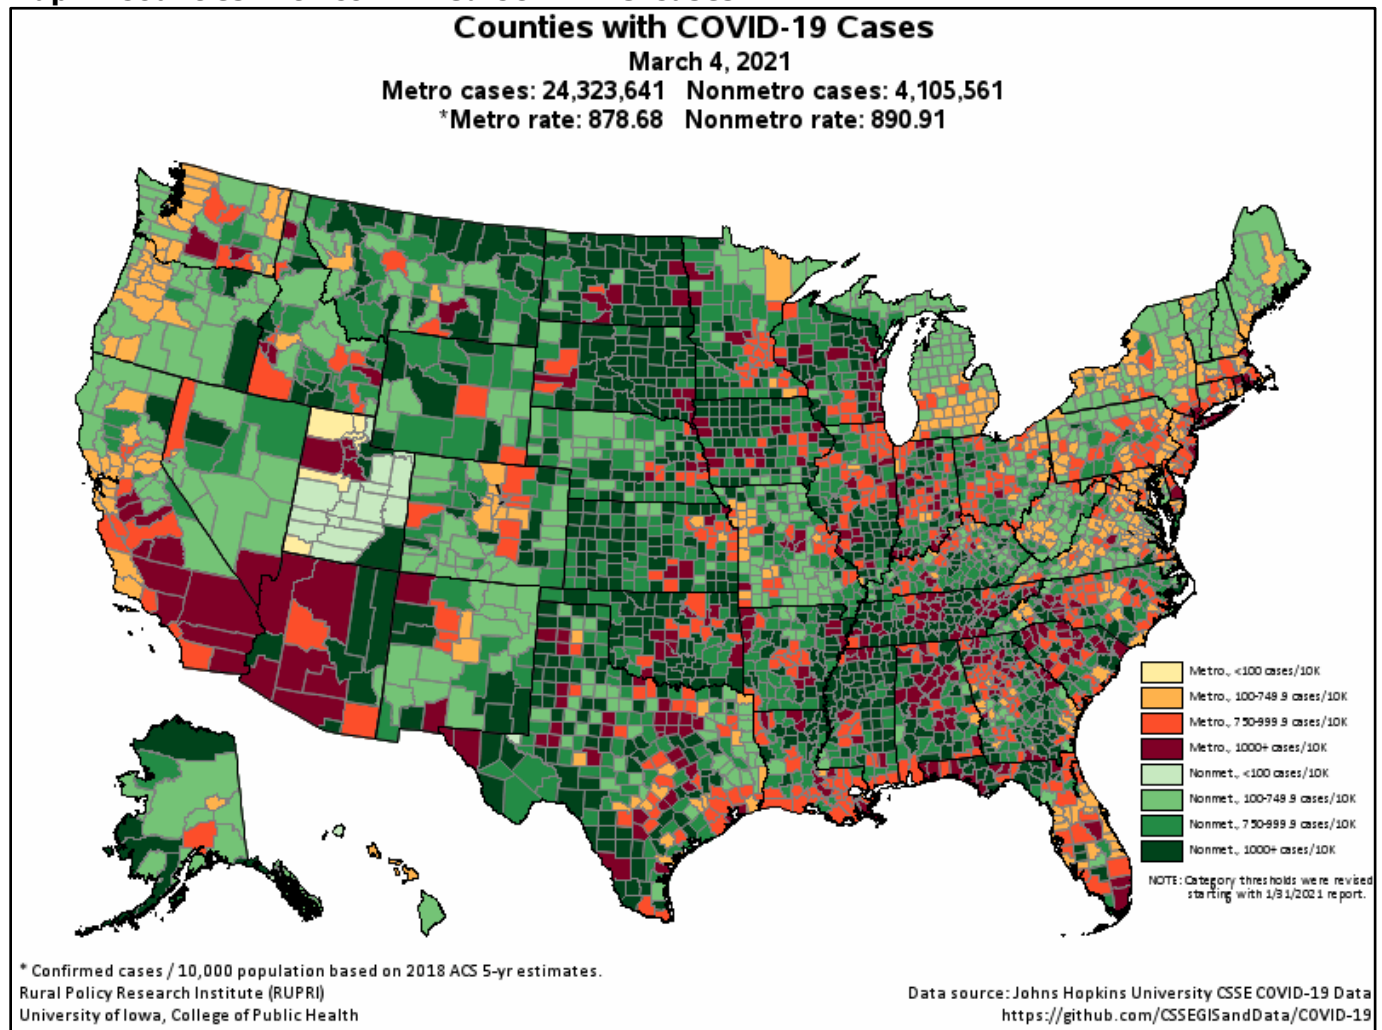 Counties with COVID-19 Cases
March 4, 2021
Metro cases: 24,323,641 Nonmetro cases: 4,105,561
*Metro rate: 878.68 Nonmetro rate: 890.91
Metro., <100 cases/10K
Metro., 100-749.9 cases/10K
Metro., 750-999.9 cases/10K
Metro., 1000+ cases/10K
Nonmet., <100 cases/10K
Nonmet., 100-749.9 cases/10K
Nonmet., 750-999.9 cases/10K
Nonmet., 1000+ cases/10K
NOTE: Category thresholds were revised
starting with 1/31/2021 report.
* Confirmed cases / 10,000 population based on 2018 ACS 5-yr estimates.
Rural Policy Research Institute (RUPRI)
University of Iowa, College of Public Health
Data source: Johns Hopkins University CSSE COVID-19 Data
https://github.com/CSSEGISandData/COVID-19